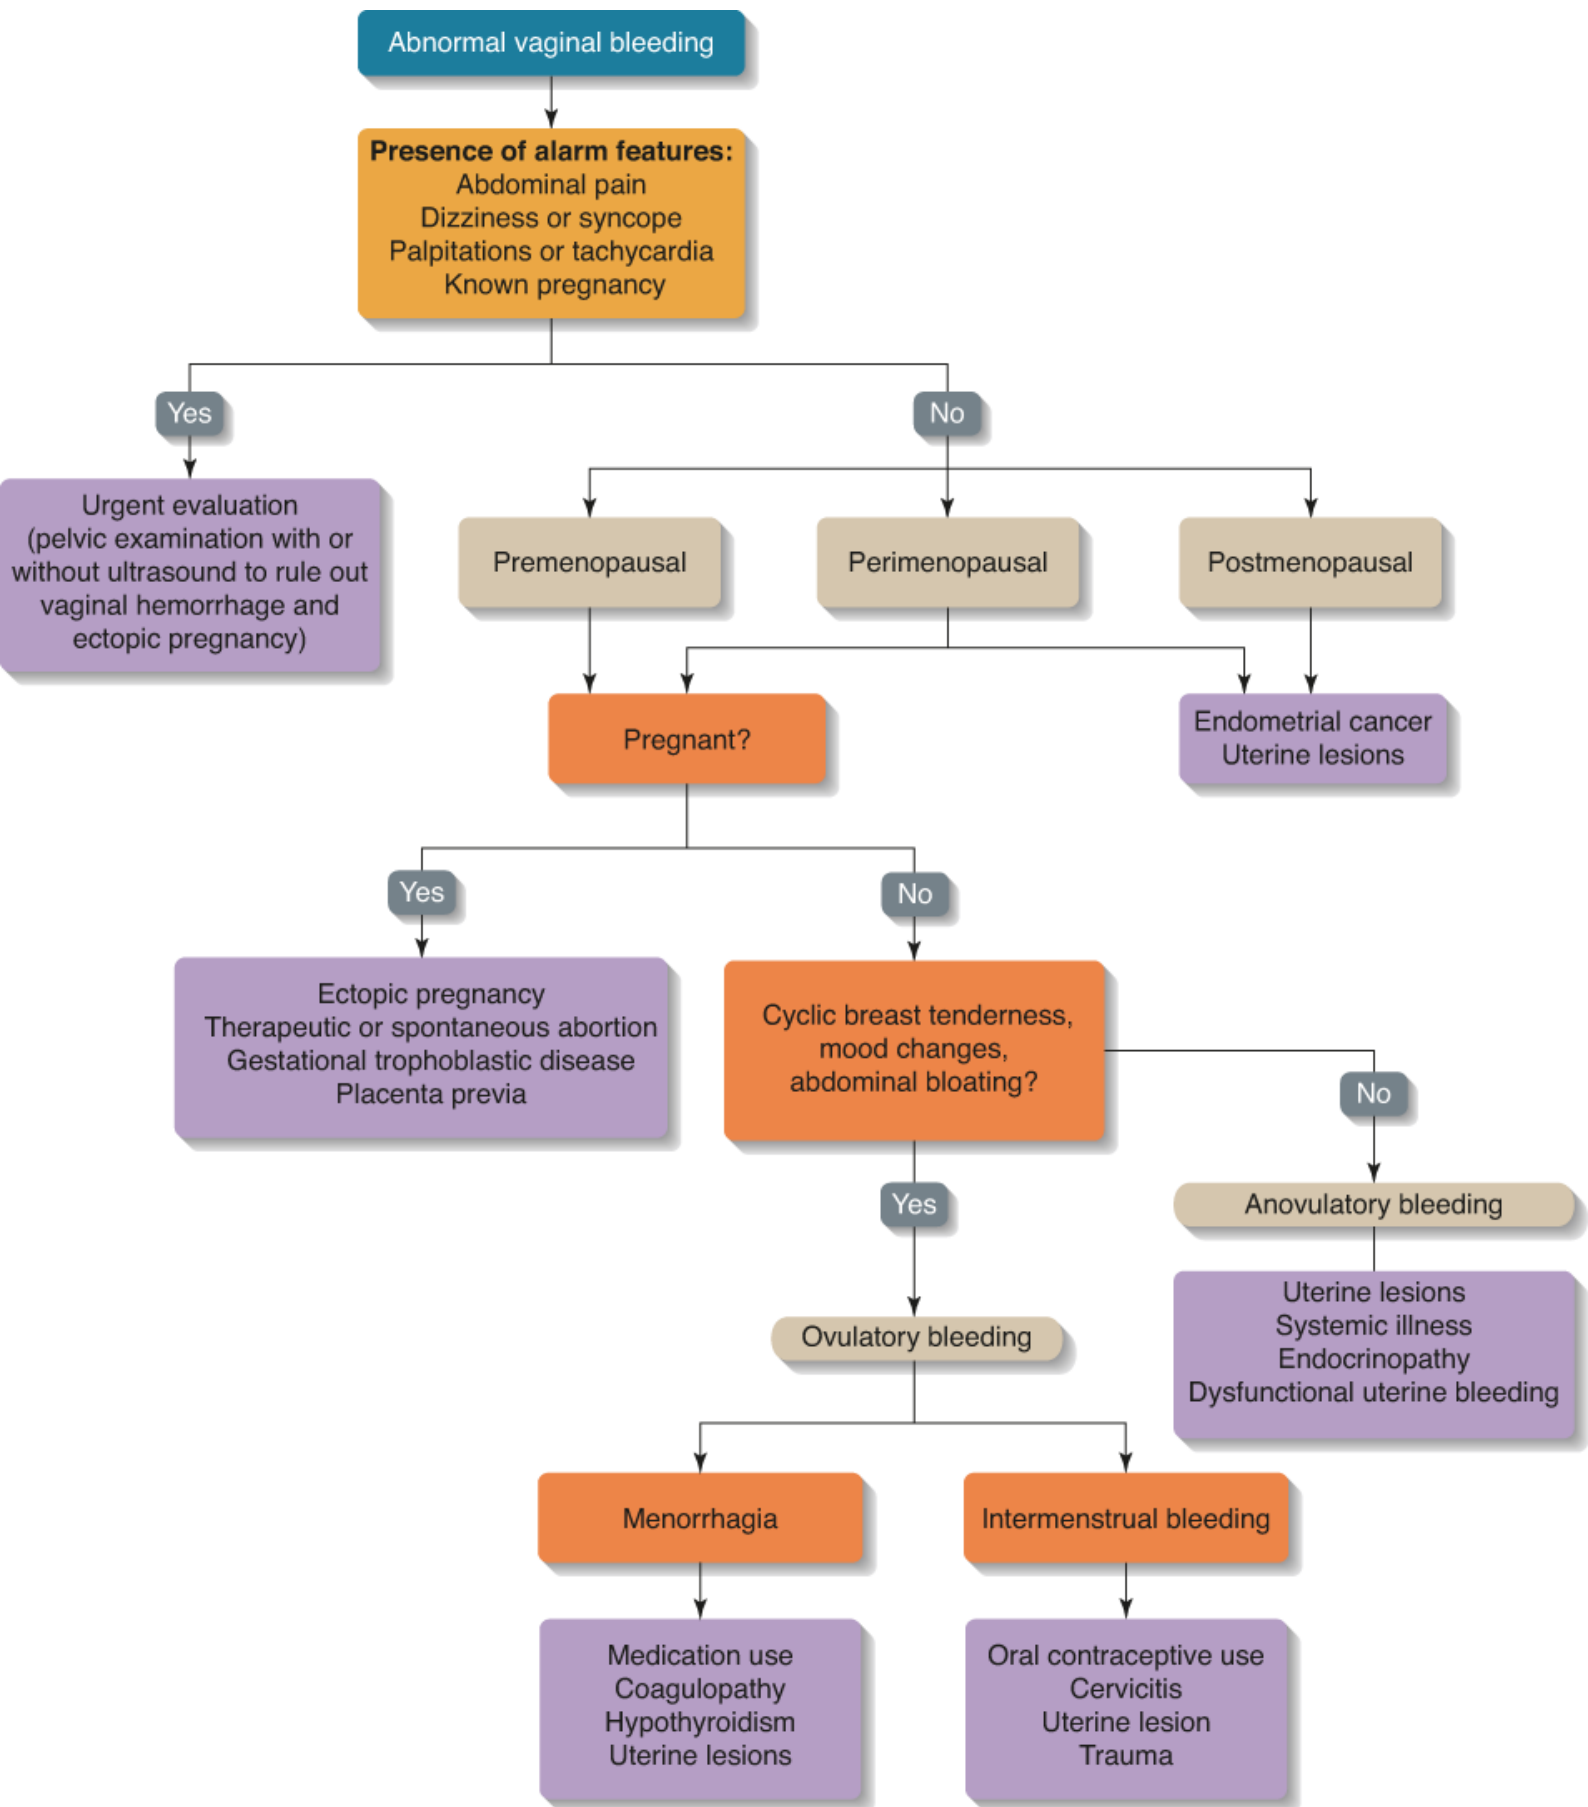 Abnormal vaginal bleeding
Presence of alarm features:
Abdominal pain
Dizziness or syncope
Palpitations or tachycardia
Known pregnancy
Yes
No
Urgent evaluation
(pelvic examination with or
without ultrasound to rule out
vaginal hemorrhage and
ectopic pregnancy)
Premenopausal
Perimenopausal
Postmenopausal
Pregnant?
Endometrial cancer
Uterine lesions
Yes
No
Ectopic pregnancy
Therapeutic or spontaneous abortion
Gestational trophoblastic disease
Placenta previa
Cyclic breast tenderness,
mood changes,
abdominal bloating?
No
Yes
Anovulatory bleeding
Uterine lesions
Systemic illness
Endocrinopathy
Dysfunctional uterine bleeding
Ovulatory bleeding
Menorrhagia
Intermenstrual bleeding
Medication use
Coagulopathy
Hypothyroidism
Uterine lesions
Oral contraceptive use
Cervicitis
Uterine lesion
Trauma